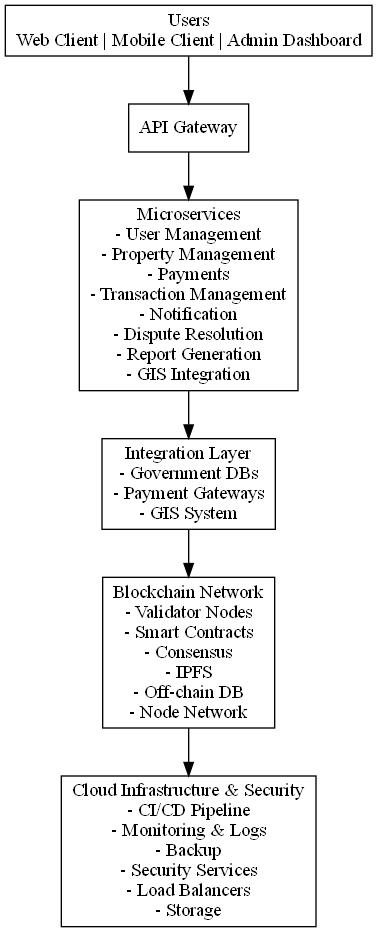 Users
Web Client | Mobile Client | Admin Dashboard
API Gateway
Microservices
- User Management
- Property Management
- Payments
- Transaction Management
- Notification
- Dispute Resolution
- Report Generation
- GIS Integration
Integration Layer
- Government DBs
- Payment Gateways
- GIS System
Blockchain Network
- Validator Nodes
- Smart Contracts
- Consensus
- IPFS
- Off-chain DB
- Node Network
Cloud Infrastructure & Security
- CI/CD Pipeline
- Monitoring & Logs
- Backup
- Security Services
- Load Balancers
- Storage